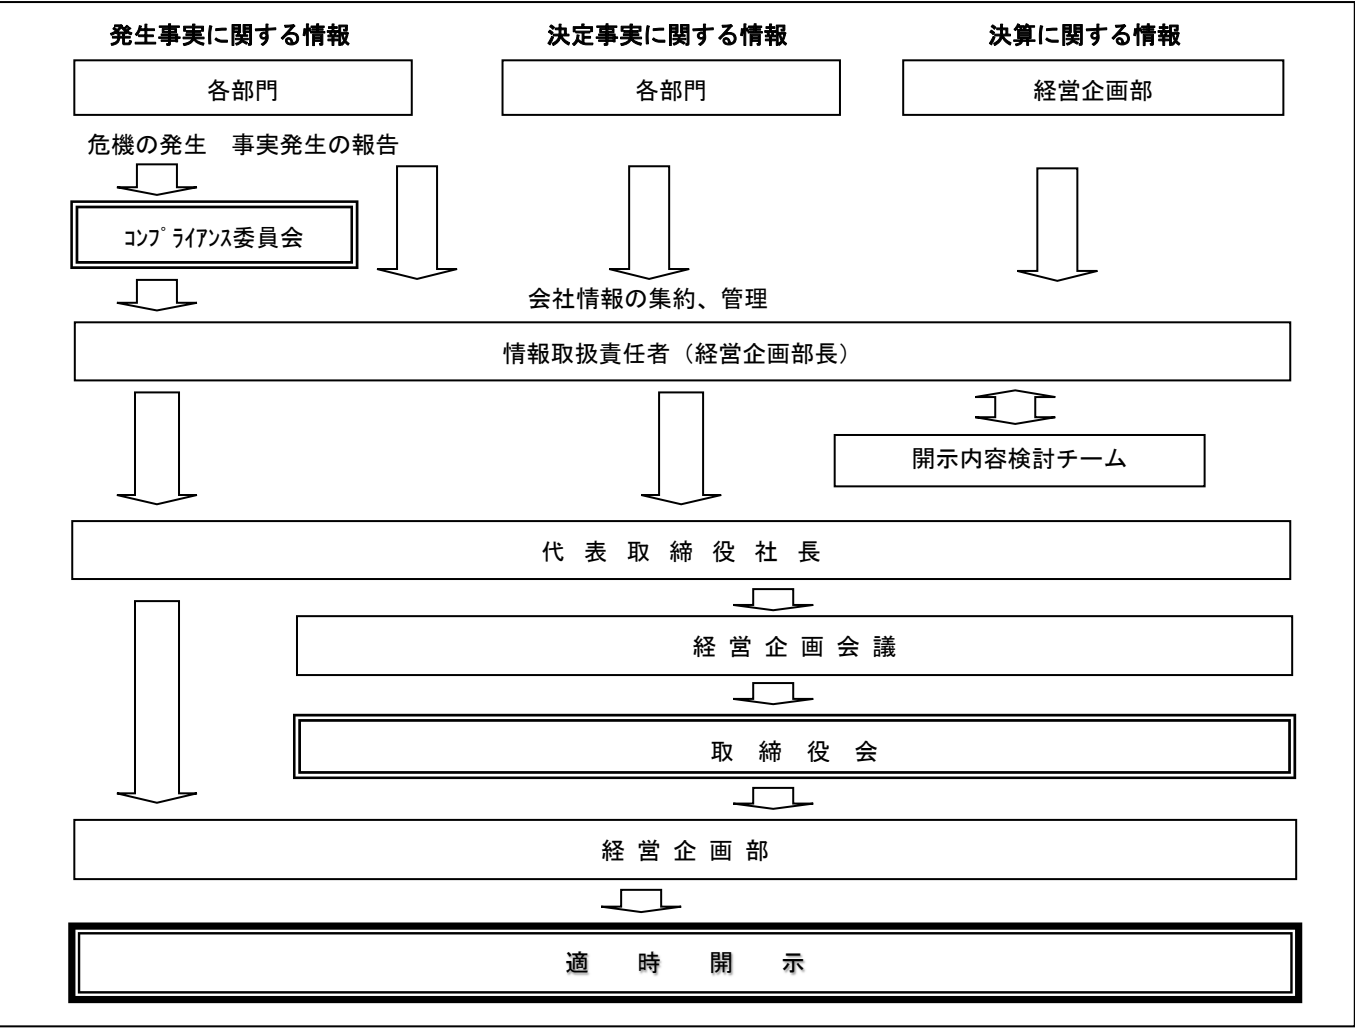 発生事実に関する情報　決定事実に関する情報　決算に関する情報
各部門　各部門　経営企画部
危機の発生　事実発生の報告
ｺﾝﾌﾟﾗｲｱﾝｽ委員会
会社情報の集約、管理
情報取扱責任者（経営企画部長）
開示内容検討チーム
代 表 取 締 役 社 長
経 営 企 画 会 議
取　締　役　会
経 営 企 画 部
適　時　開　示